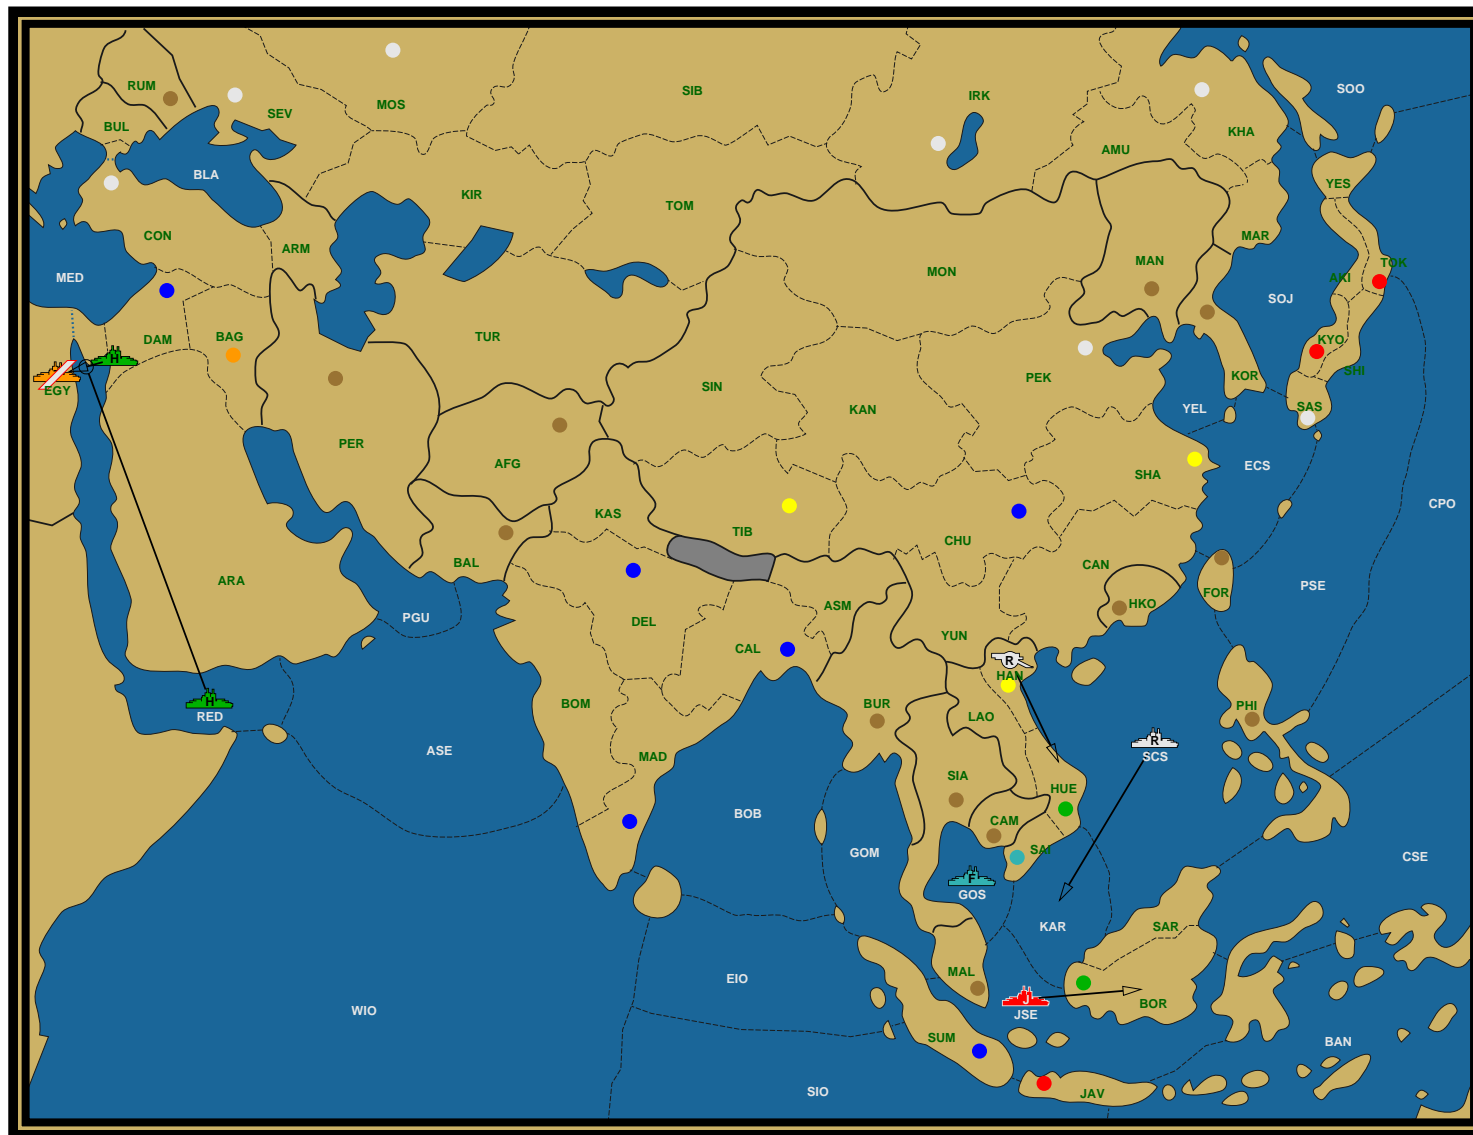 SOO
RUM
MOS
SIB
IRK
SEV
BUL
KHA
AMU
BLA
YES
KIR
TOM
CON
ARM
MAR
MAN
TOK
MED
MON
AKI
SOJ
DAM
BAG
TUR
KYO
H
EGY
SHI
PEK
KOR
SIN
KAN
YEL
SAS
PER
AFG
ECS
SHA
CPO
KAS
TIB
CHU
BAL
CAN
ARA
PSE
FOR
HKO
PGU
ASM
DEL
YUN
CAL
R
HAN
H
RED
BOM
BUR
LAO
PHI
R
SCS
ASE
MAD
SIA
HUE
BOB
CAM
GOM
SAI
CSE
F
GOS
KAR
SAR
MAL
EIO
J
JSE
BOR
WIO
SUM
BAN
SIO
JAV